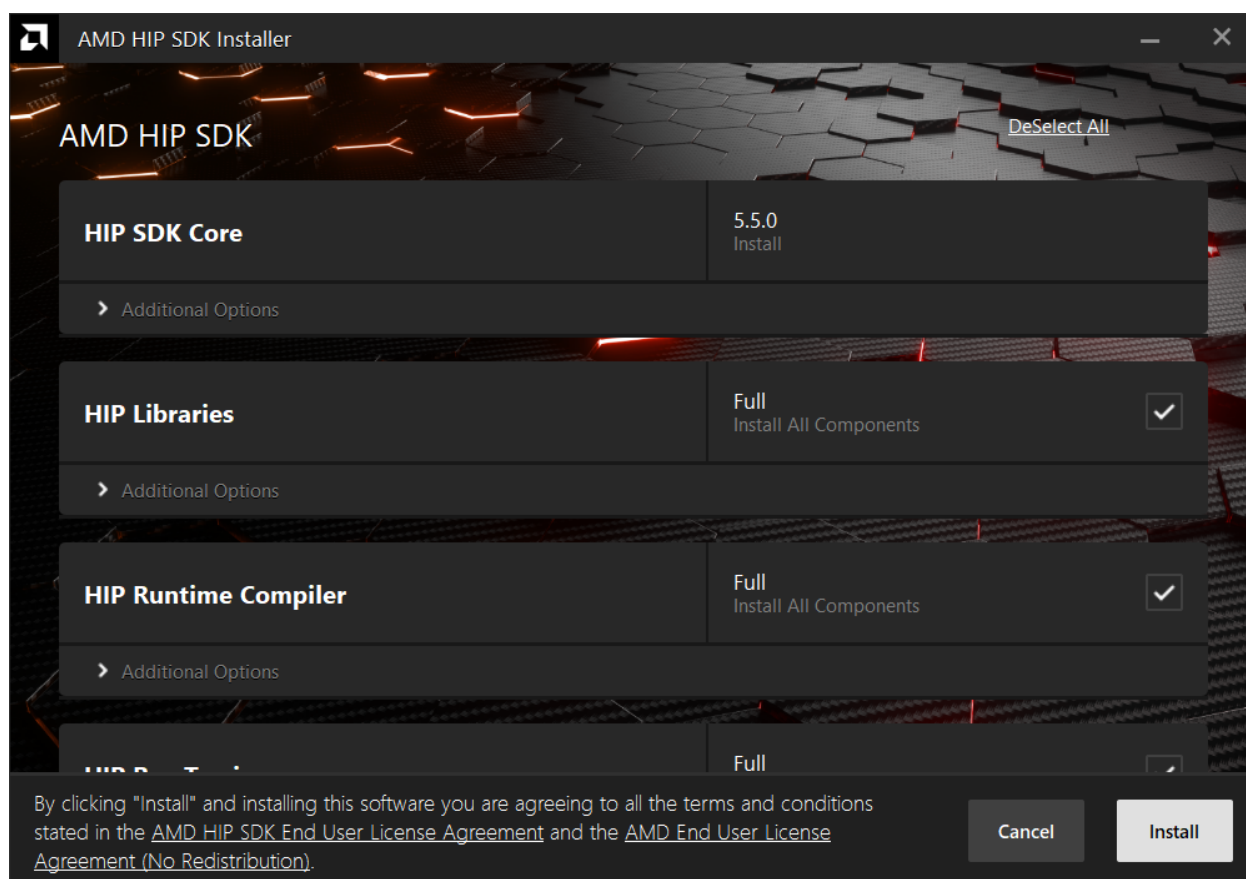 AMD HIP SDK Installer
AMD HIP SDK
DeSelect All
HIP SDK Core
5.5.0
Install
Additional Options
HIP Libraries
Full
Install All Components
Additional Options
HIP Runtime Compiler
Full
Install All Components
Additional Options
Full
By clicking "Install" and installing this software you are agreeing to all the terms and conditions
stated in the AMD HIP SDK End User License Agreement and the AMD End User License
Agreement (No Redistribution).
Cancel
Install